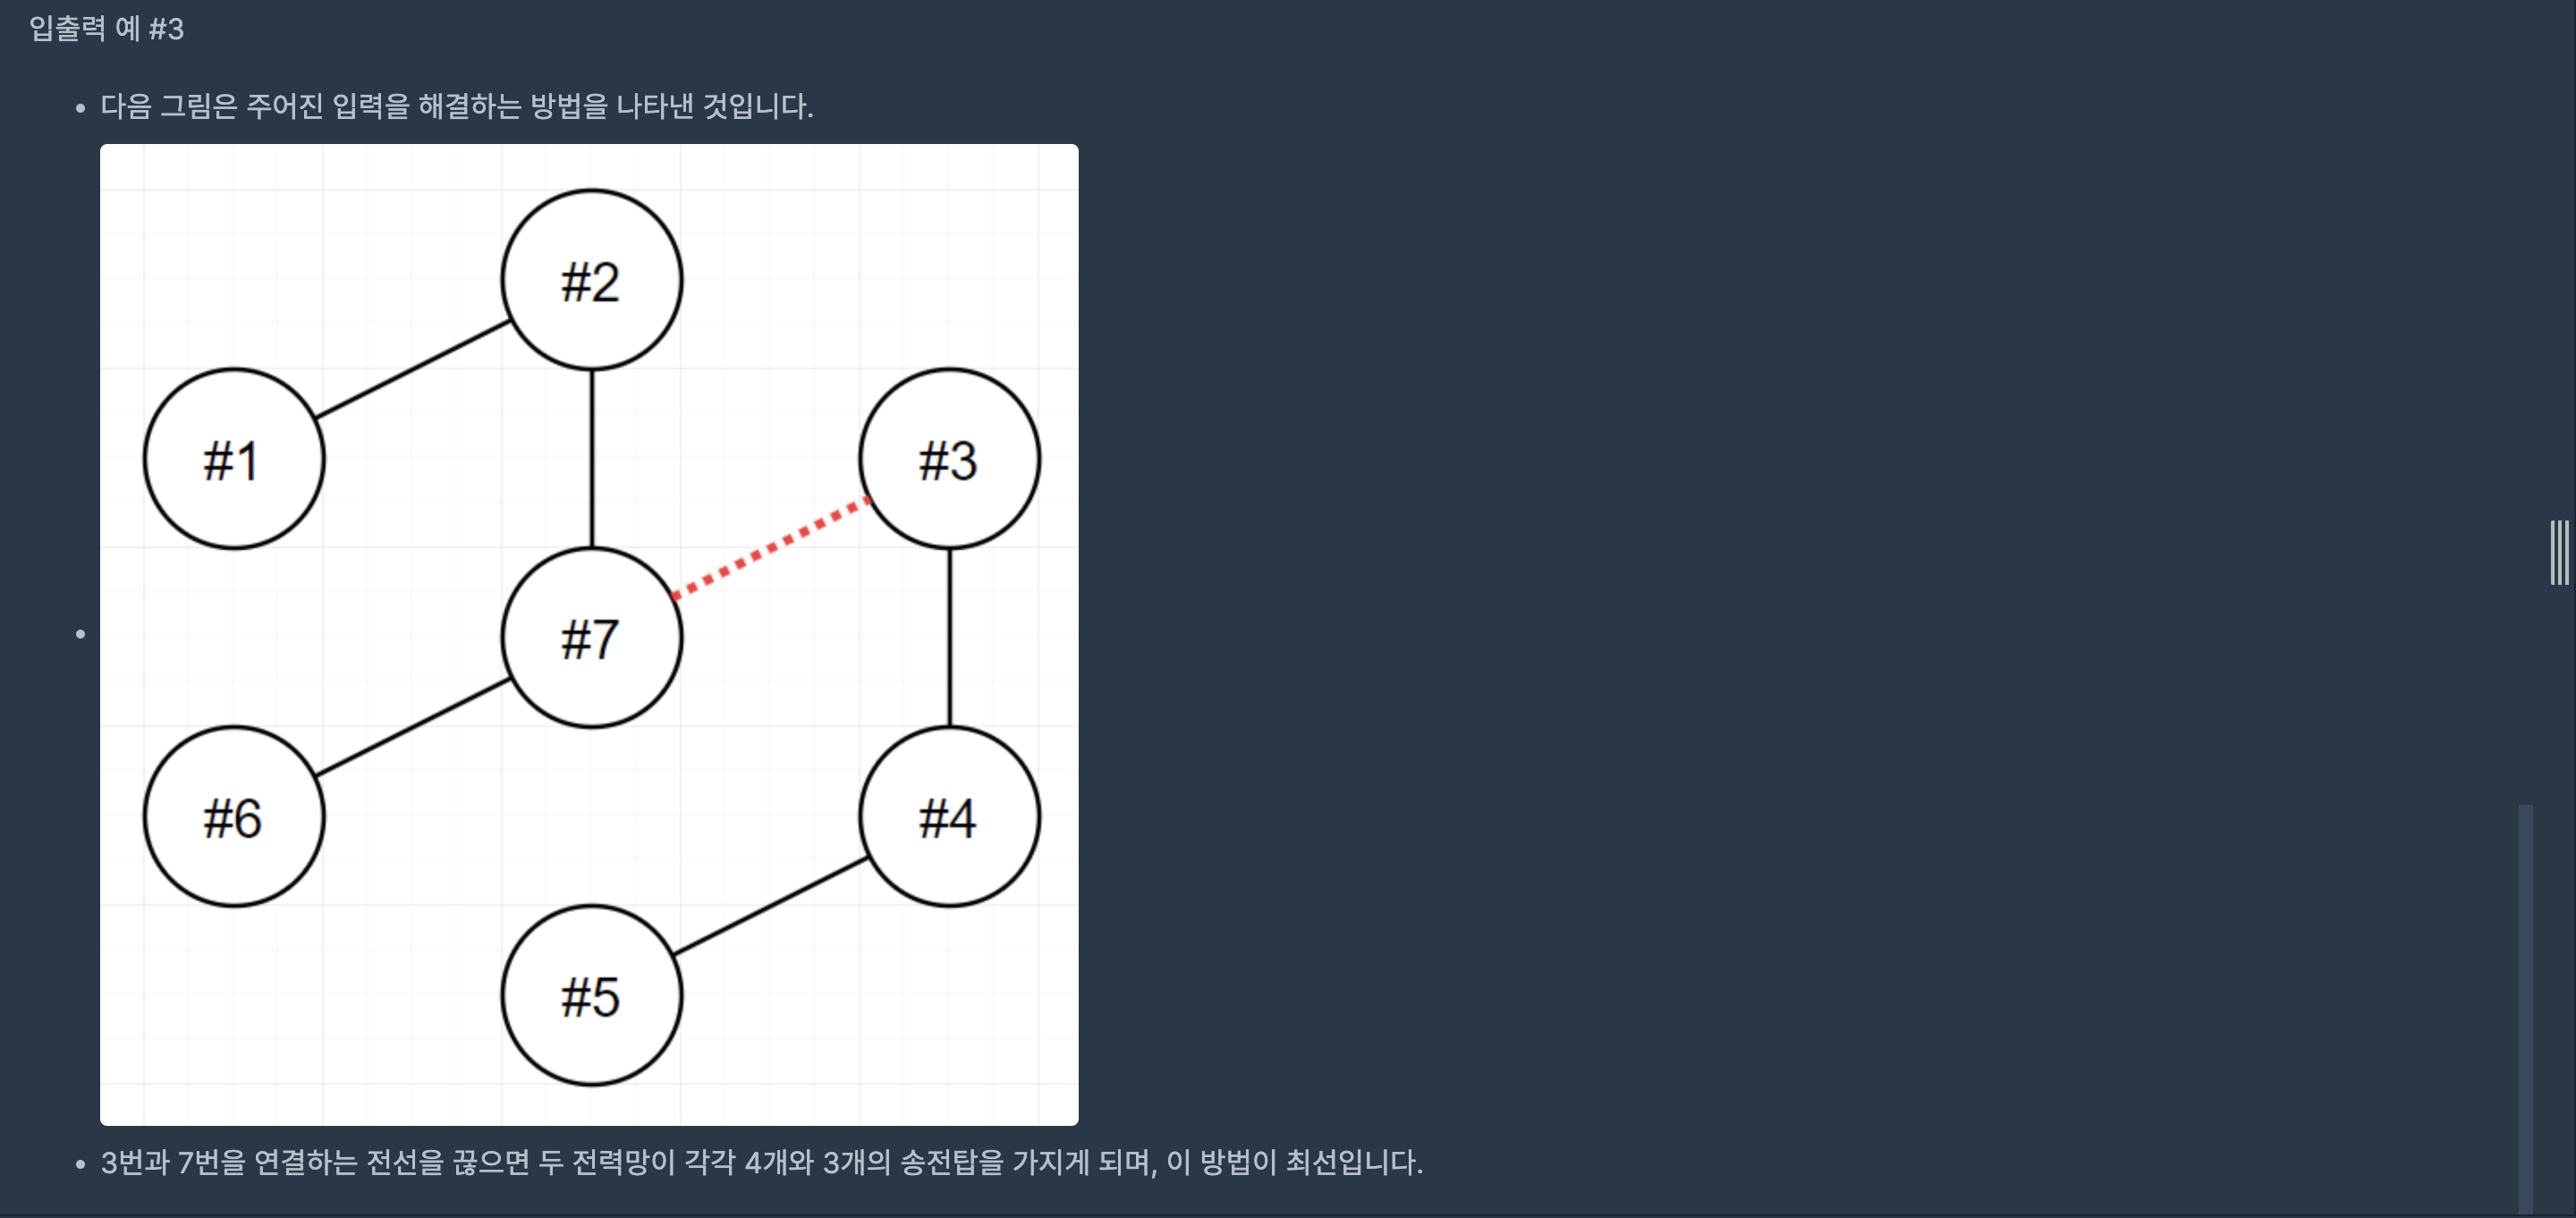 입출력 예 #3
다음 그림은 주어진 입력을 해결하는 방법을 나타낸 것입니다.
#2
#1
#3
#7
#6
#4
#5
3번과 7번을 연결하는 전선을 끊으면 두 전력망이 각각 4개와 3개의 송전탑을 가지게 되며, 이 방법이 최선입니다.